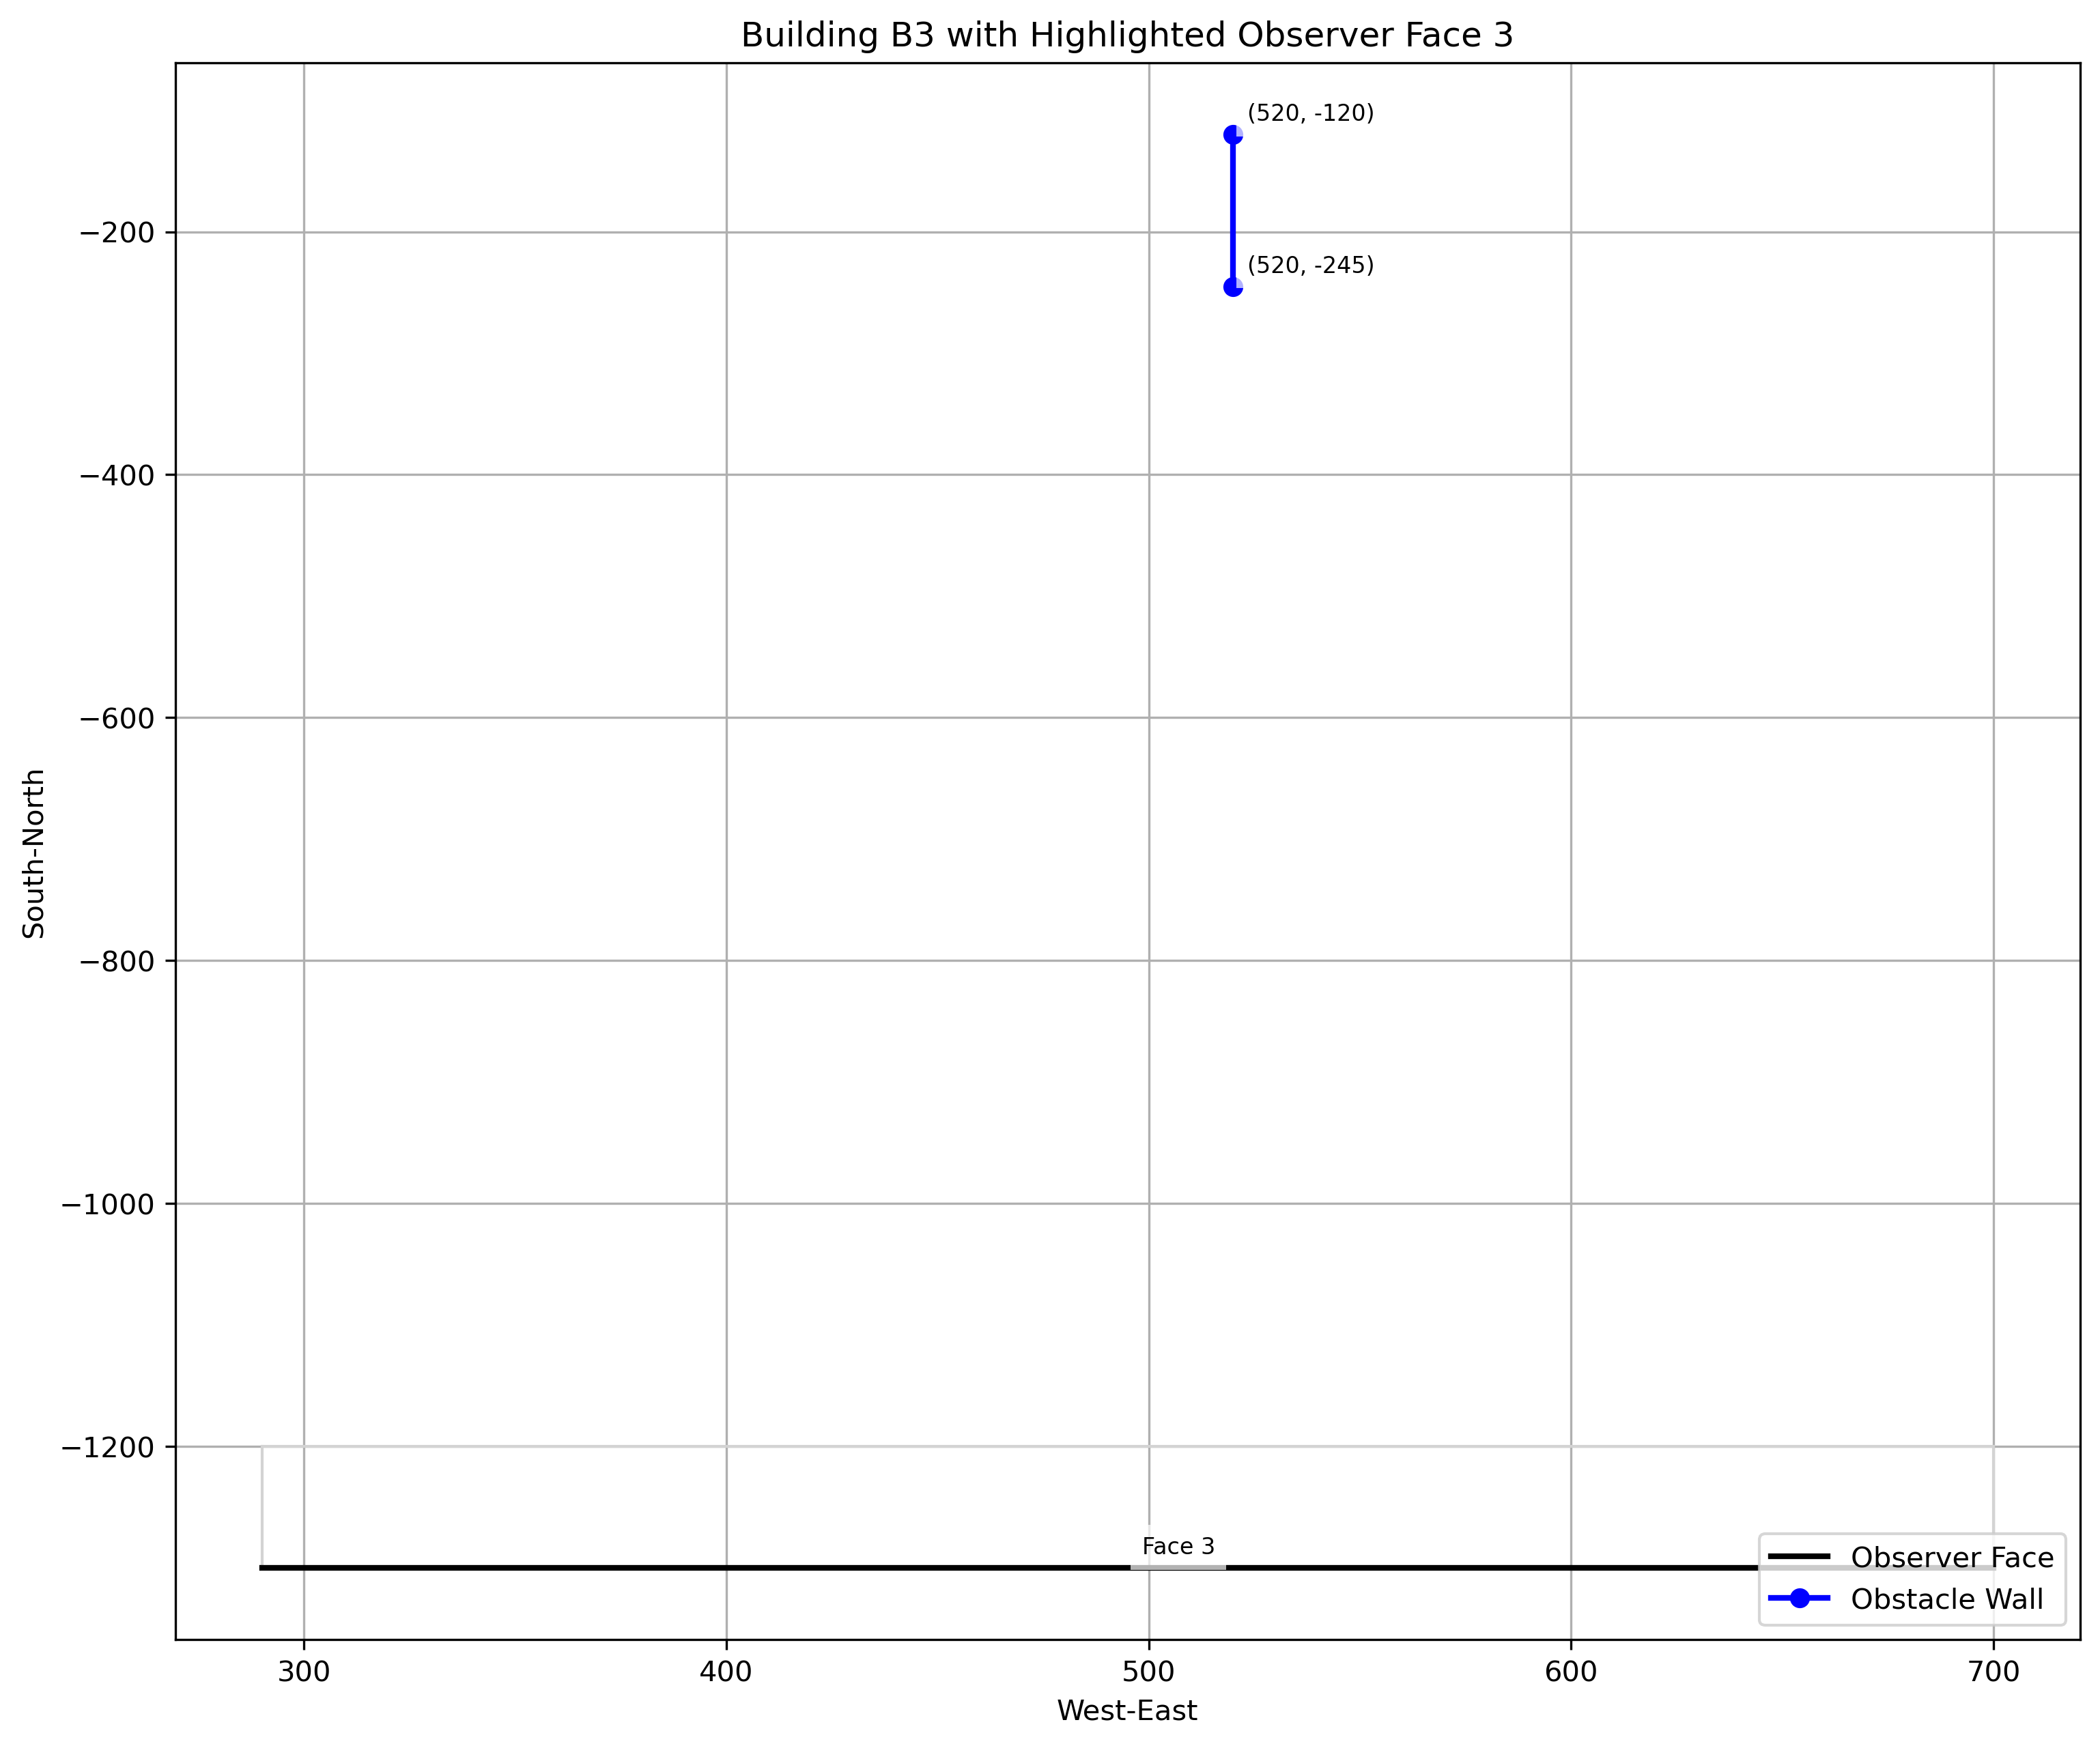 Building B3 with Highlighted Observer Face 3
(520, -120)
−200
(520, -245)
−400
−600
South-North
−800
−1000
−1200
Face 3
Observer Face
Obstacle Wall
300
400
500
600
700
West-East